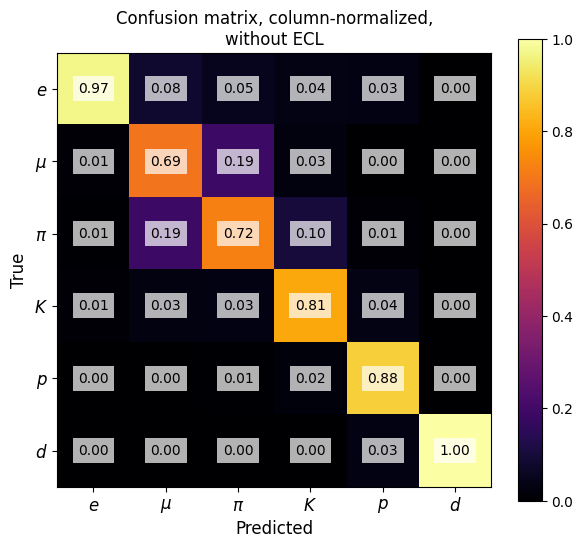 Confusion matrix, column-normalized,
without ECL
True
e 0.97 0.08 0.05 0.04 0.03 0.00
μ 0.01 0.69 0.19 0.03 0.00 0.00
π 0.01 0.19 0.72 0.10 0.01 0.00
K 0.01 0.03 0.03 0.81 0.04 0.00
p 0.00 0.00 0.01 0.02 0.88 0.00
d 0.00 0.00 0.00 0.00 0.03 1.00
e μ π K p d
Predicted
1.0
0.8
0.6
0.4
0.2
0.0